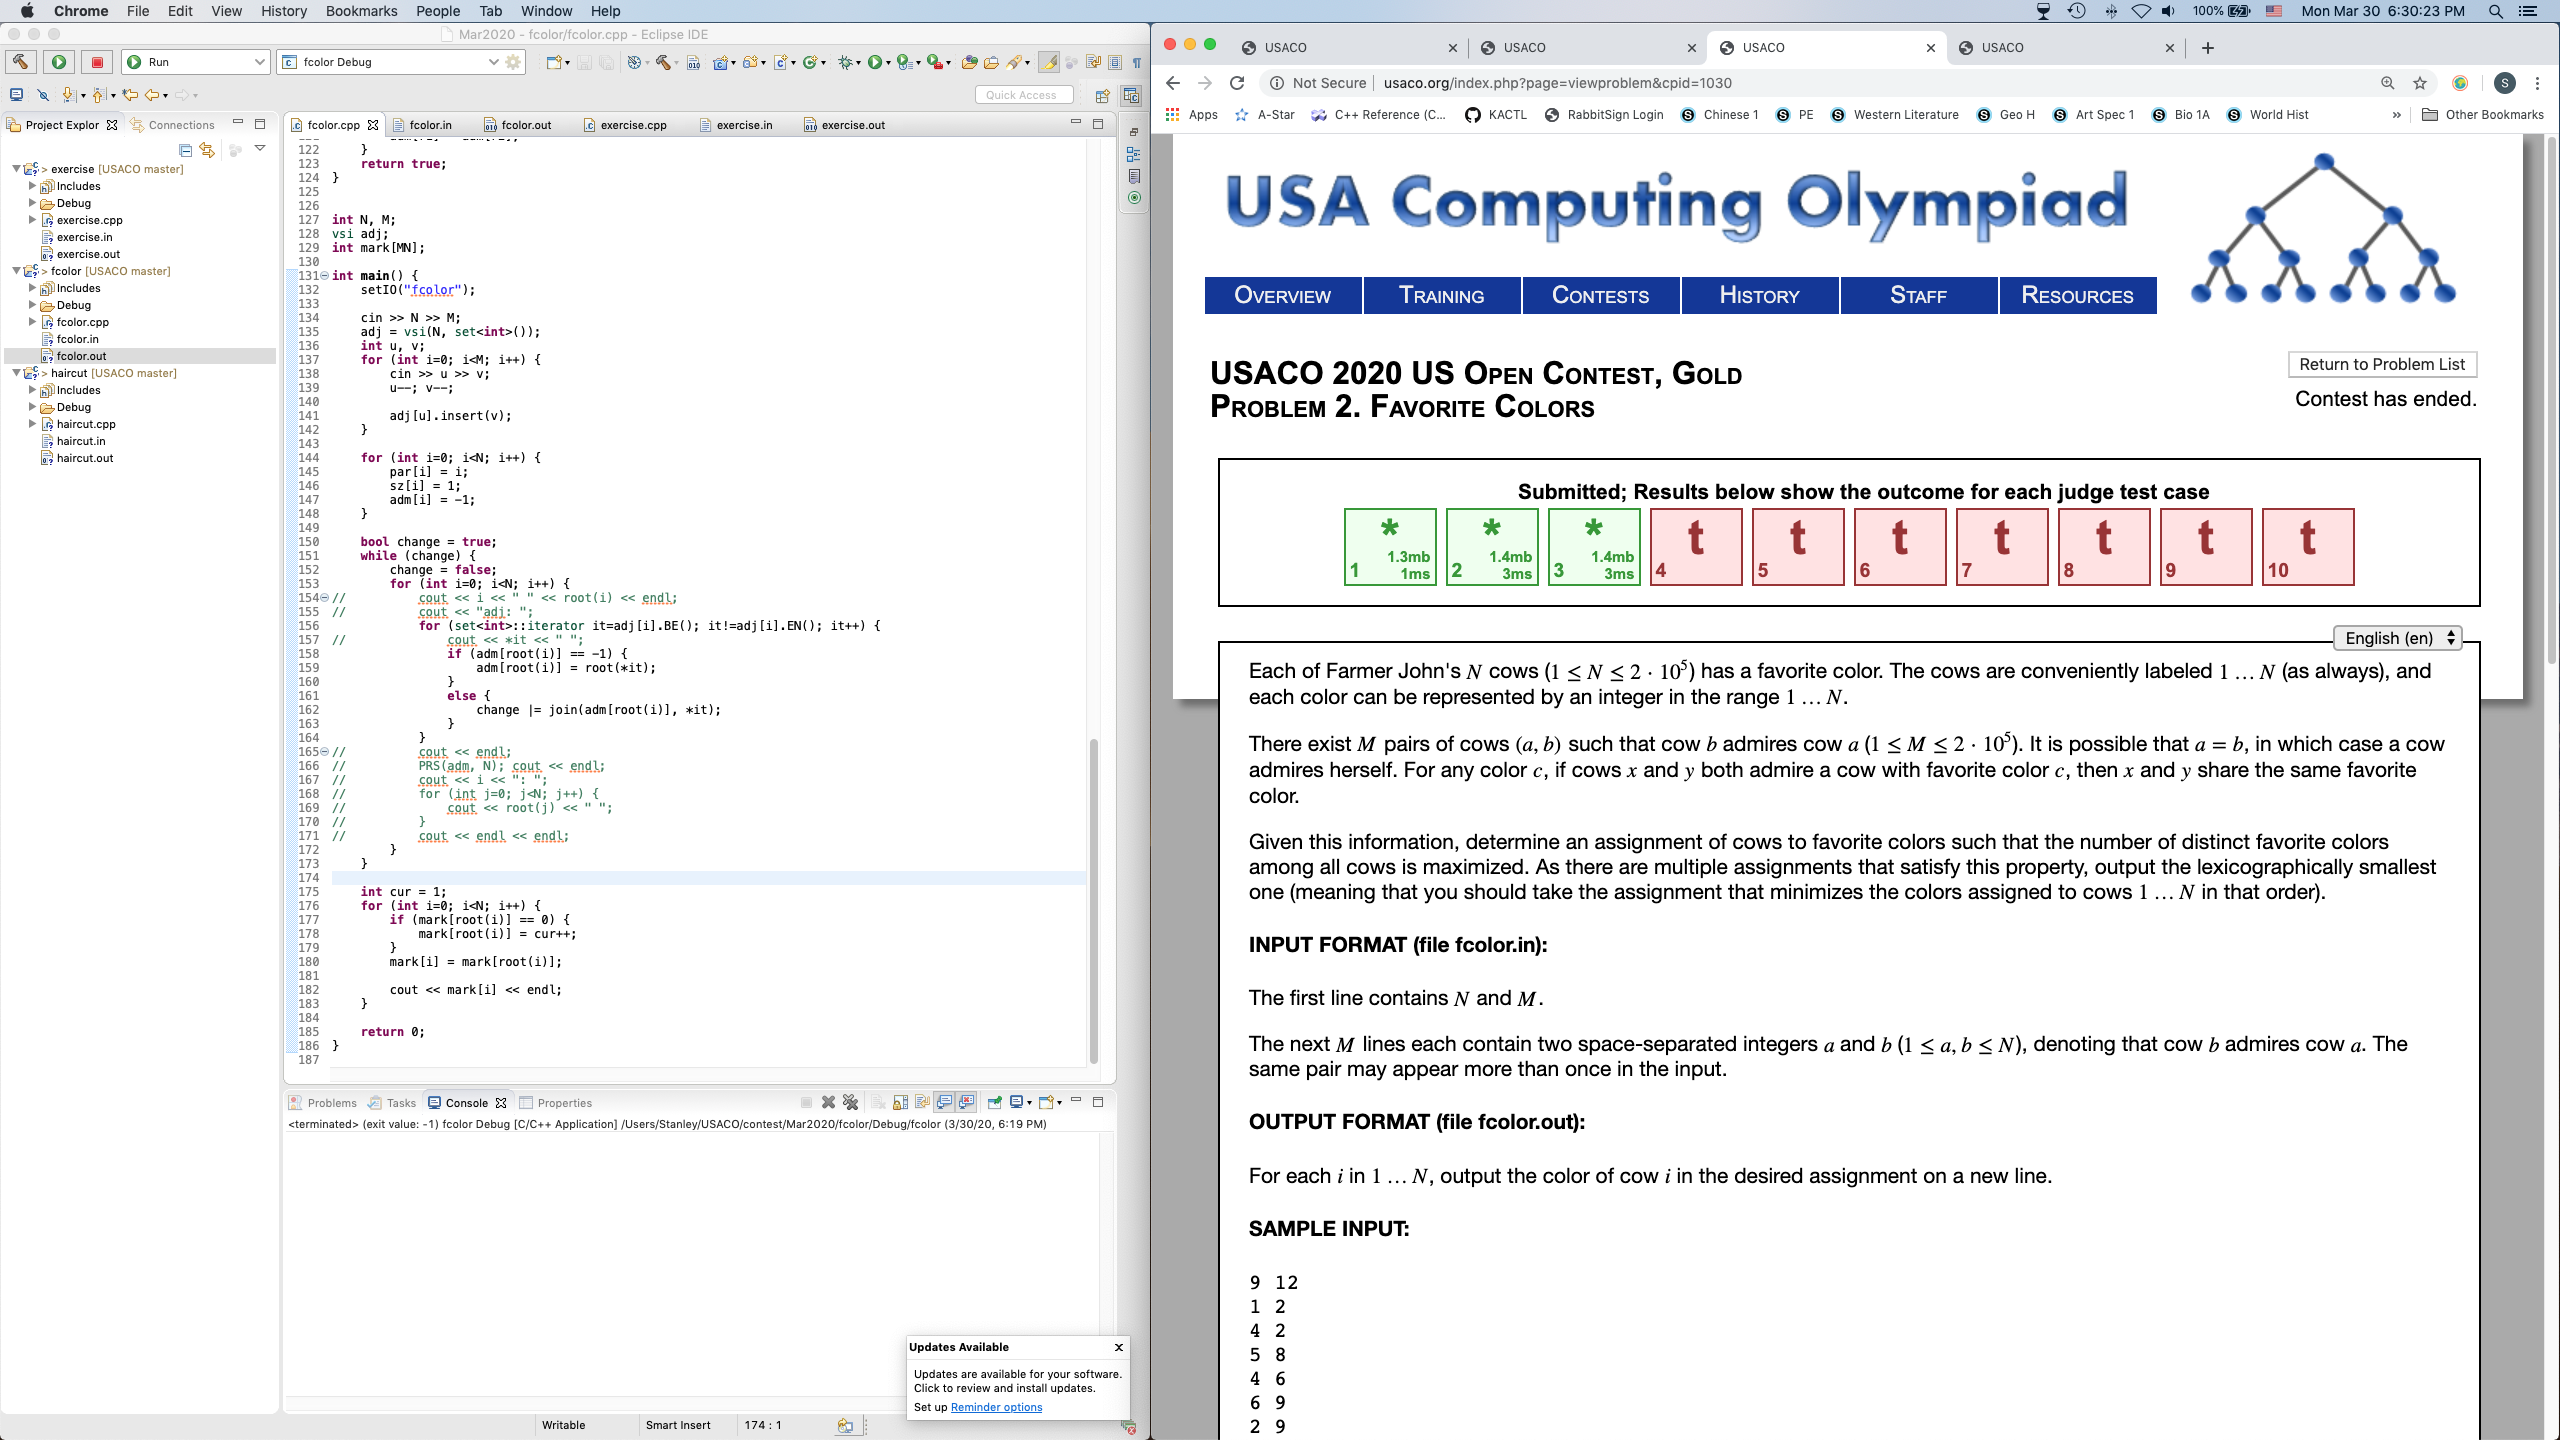 Chrome File Edit View History Bookmarks People Tab Window Help 100% Mon Mar 30 6:30:23 PM
Mar2020 - fcolor/fcolor.cpp - Eclipse IDE
Run fcolor Debug
Quick Access
Project Explor Connections
> exercise [USACO master]
Includes
Debug
exercise.cpp
exercise.in
exercise.out
> fcolor [USACO master]
Includes
Debug
fcolor.cpp
fcolor.in
fcolor.out
> haircut [USACO master]
Includes
Debug
haircut.cpp
haircut.in
haircut.out
fcolor.cpp fcolor.in fcolor.out exercise.cpp exercise.in exercise.out
122 }
123 return true;
124 }
125
126
127 int N, M;
128 vsi adj;
129 int mark[MN];
130
131 int main() {
132 setIO("fcolor");
133
134 cin >> N >> M;
135 adj = vsi(N, set<int>());
136 int u, v;
137 for (int i=0; i<M; i++) {
138 cin >> u >> v;
139 u--; v--;
140
141 adj[u].insert(v);
142 }
143
144 for (int i=0; i<N; i++) {
145 par[i] = i;
146 sz[i] = 1;
147 adm[i] = -1;
148 }
149
150 bool change = true;
151 while (change) {
152 change = false;
153 for (int i=0; i<N; i++) {
154 // cout << i << " " << root(i) << endl;
155 // cout << "adj: ";
156 for (set<int>::iterator it=adj[i].BE(); it!=adj[i].EN(); it++) {
157 // cout << *it << " ";
158 if (adm[root(i)] == -1) {
159 adm[root(i)] = root(*it);
160 }
161 else {
162 change |= join(adm[root(i)], *it);
163 }
164 }
165 // cout << endl;
166 // PRS(adm, N); cout << endl;
167 // cout << i << ": ";
168 // for (int j=0; j<N; j++) {
169 // cout << root(j) << " ";
170 // }
171 // cout << endl << endl;
172 }
173 }
174
175 int cur = 1;
176 for (int i=0; i<N; i++) {
177 if (mark[root(i)] == 0) {
178 mark[root(i)] = cur++;
179 }
180 mark[i] = mark[root(i)];
181
182 cout << mark[i] << endl;
183 }
184
185 return 0;
186 }
187
Problems Tasks Console Properties
<terminated> (exit value: -1) fcolor Debug [C/C++ Application] /Users/Stanley/USACO/contest/Mar2020/fcolor/Debug/fcolor (3/30/20, 6:19 PM)
Updates Available x
Updates are available for your software.
Click to review and install updates.
Set up Reminder options
Writable Smart Insert 174 : 1
USACO USACO USACO USACO
Not Secure usaco.org/index.php?page=viewproblem&cpid=1030 S
Apps A-Star C++ Reference (C... KACTL RabbitSign Login Chinese 1 PE Western Literature Geo H Art Spec 1 Bio 1A World Hist » Other Bookmarks
USA Computing Olympiad
OVERVIEW TRAINING CONTESTS HISTORY STAFF RESOURCES
USACO 2020 US OPEN CONTEST, GOLD
PROBLEM 2. FAVORITE COLORS
Return to Problem List
Contest has ended.
Submitted; Results below show the outcome for each judge test case
* * * t t t t t t t
1.3mb 1.4mb 1.4mb
1 1ms 2 3ms 3 3ms 4 5 6 7 8 9 10
English (en)
Each of Farmer John's N cows (1 ≤ N ≤ 2 · 10⁵) has a favorite color. The cows are conveniently labeled 1 … N (as always), and
each color can be represented by an integer in the range 1 … N.
There exist M pairs of cows (a, b) such that cow b admires cow a (1 ≤ M ≤ 2 · 10⁵). It is possible that a = b, in which case a cow
admires herself. For any color c, if cows x and y both admire a cow with favorite color c, then x and y share the same favorite
color.
Given this information, determine an assignment of cows to favorite colors such that the number of distinct favorite colors
among all cows is maximized. As there are multiple assignments that satisfy this property, output the lexicographically smallest
one (meaning that you should take the assignment that minimizes the colors assigned to cows 1 … N in that order).
INPUT FORMAT (file fcolor.in):
The first line contains N and M.
The next M lines each contain two space-separated integers a and b (1 ≤ a, b ≤ N), denoting that cow b admires cow a. The
same pair may appear more than once in the input.
OUTPUT FORMAT (file fcolor.out):
For each i in 1 … N, output the color of cow i in the desired assignment on a new line.
SAMPLE INPUT:
9 12
1 2
4 2
5 8
4 6
6 9
2 9